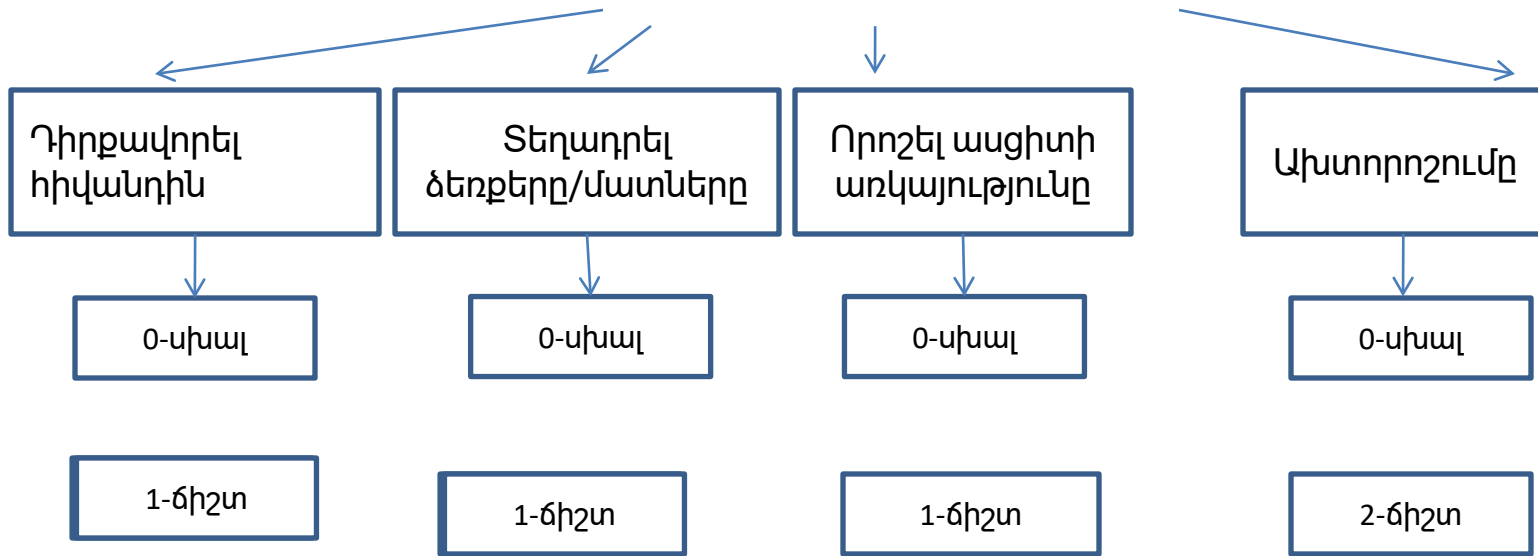 Դիրքավորել
հիվանդին
Տեղադրել
ձեռքերը/մատները
Որոշել ասցիտի
առկայությունը
Ախտորոշումը
0-սխալ
0-սխալ
0-սխալ
0-սխալ
1-ճիշտ
1-ճիշտ
1-ճիշտ
2-ճիշտ